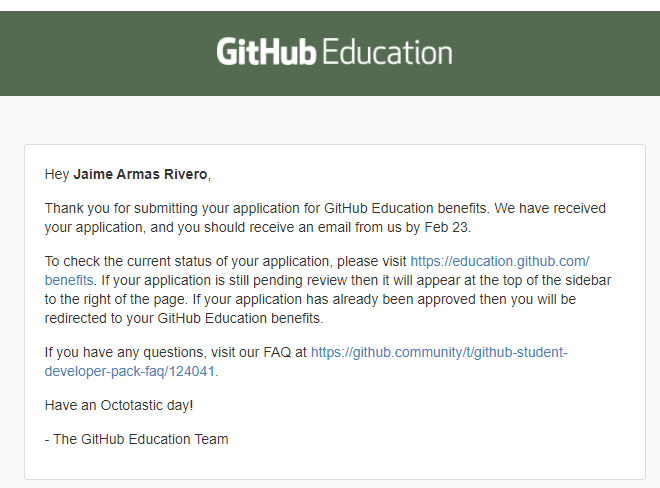 GitHub Education
Hey Jaime Armas Rivero,
Thank you for submitting your application for GitHub Education benefits. We have received
your application, and you should receive an email from us by Feb 23.
To check the current status of your application, please visit https://education.github.com/
benefits. If your application is still pending review then it will appear at the top of the sidebar
to the right of the page. If your application has already been approved then you will be
redirected to your GitHub Education benefits.
If you have any questions, visit our FAQ at https://github.community/t/github-student-
developer-pack-faq/124041.
Have an Octotastic day!
- The GitHub Education Team